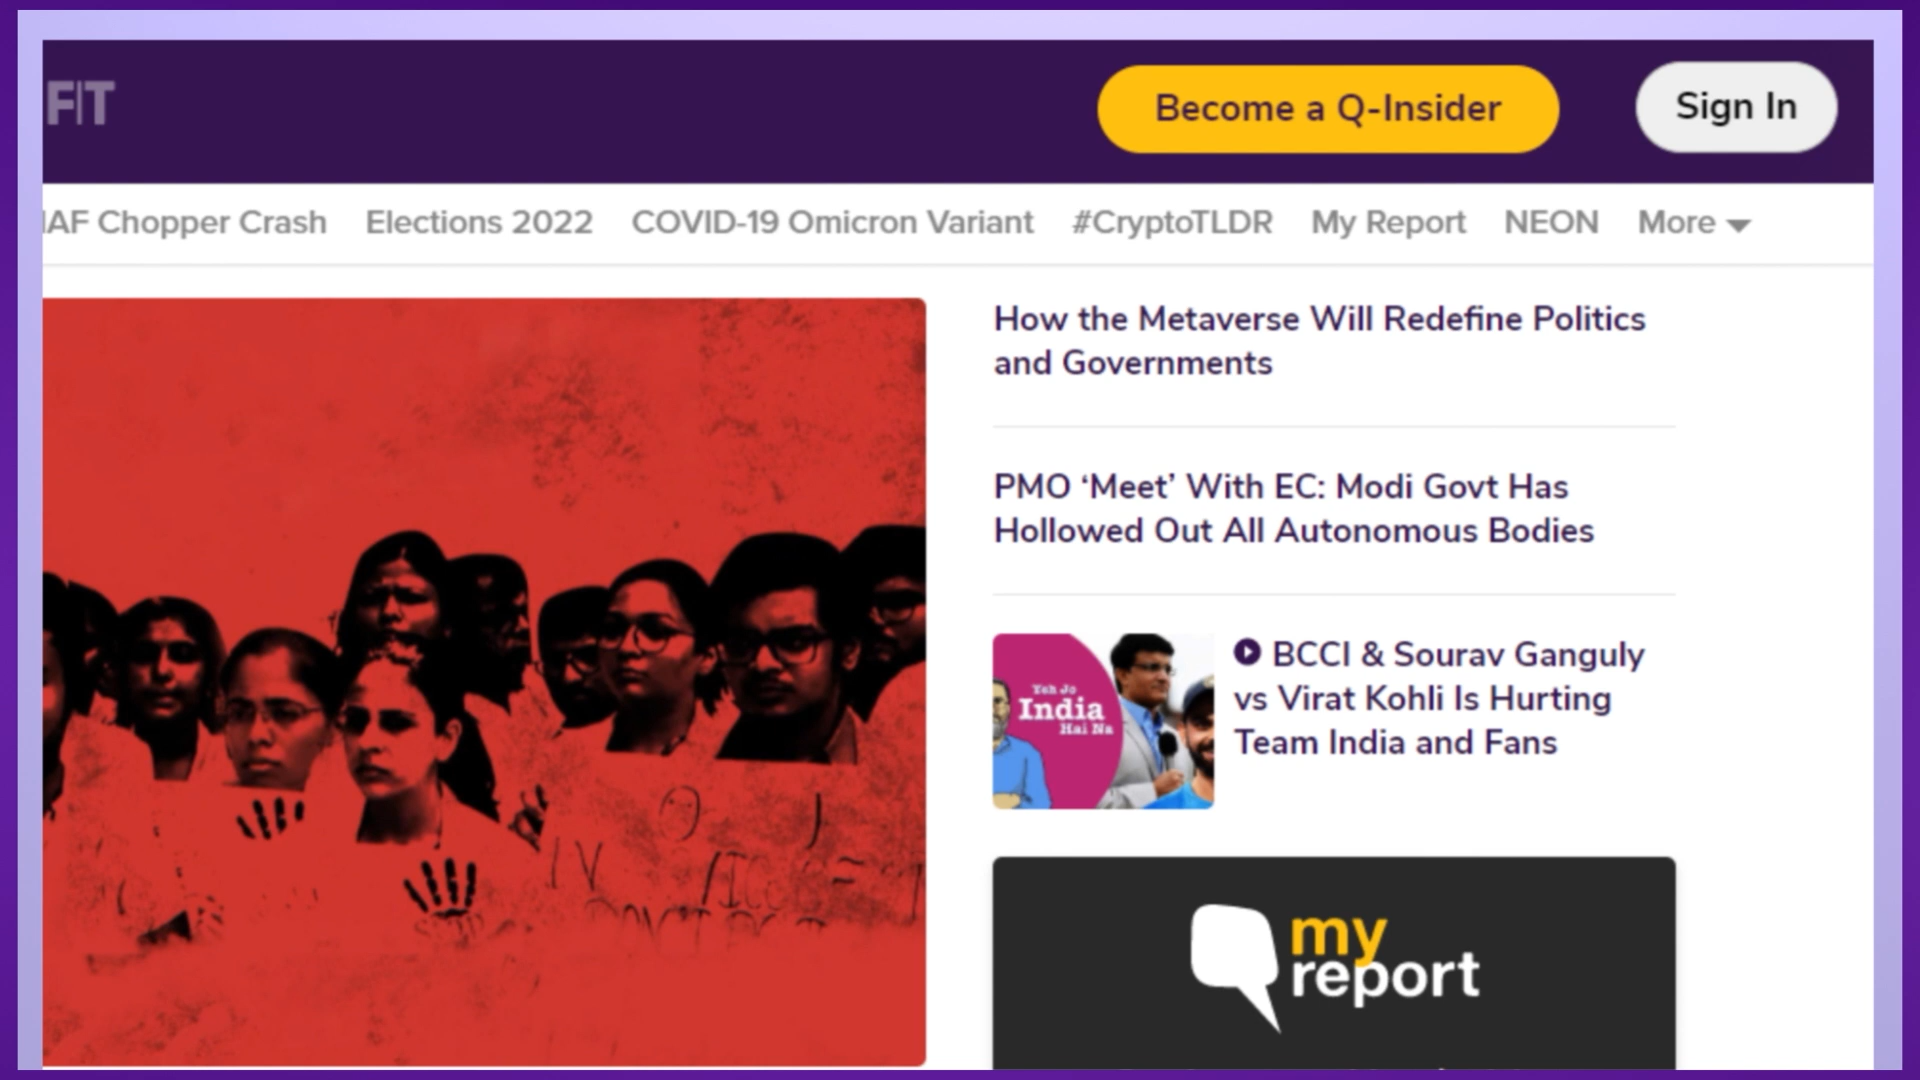 FIT
Become a Q-Insider
Sign In
IAF Chopper Crash Elections 2022 COVID-19 Omicron Variant #CryptoTLDR My Report NEON More
How the Metaverse Will Redefine Politics
and Governments
PMO ‘Meet’ With EC: Modi Govt Has
Hollowed Out All Autonomous Bodies
Yeh Jo
India
Hai Na
BCCI & Sourav Ganguly
vs Virat Kohli Is Hurting
Team India and Fans
my
report